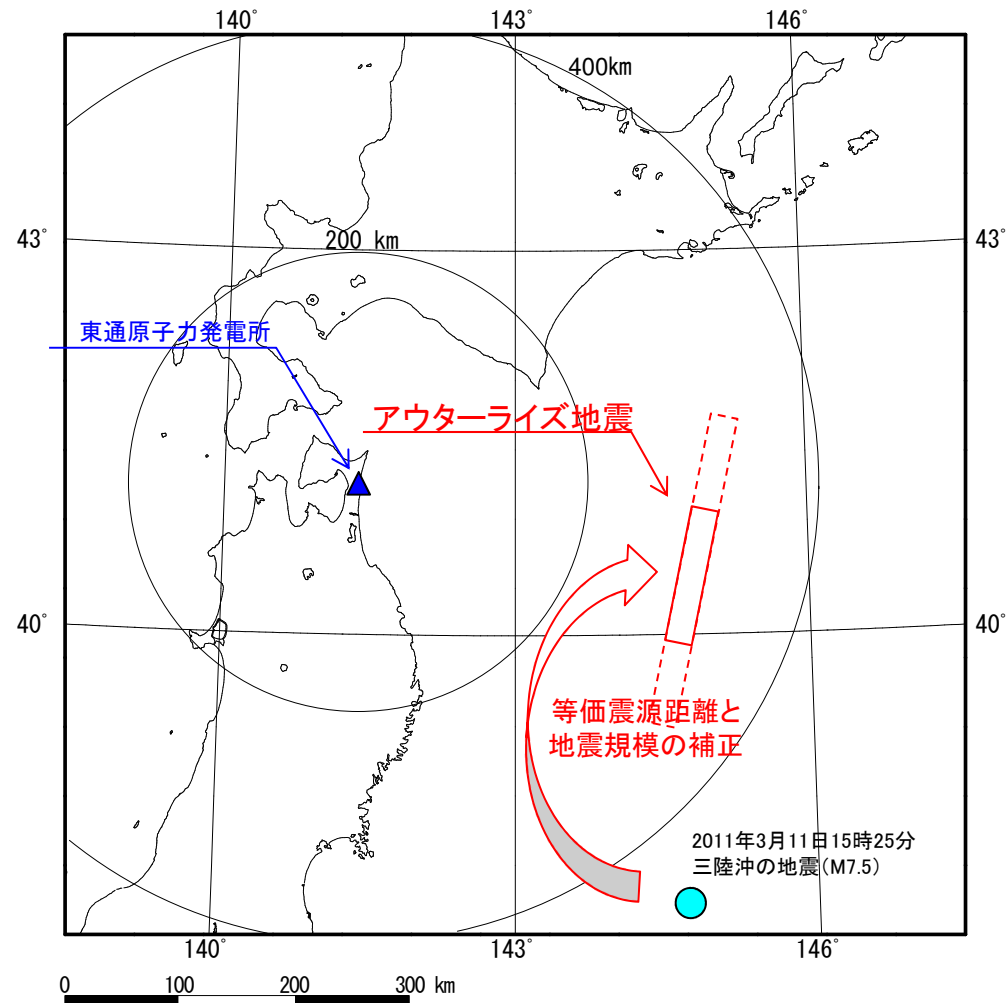 140° 143° 146°
400km
43° 43°
200 km
東通原子力発電所
アウターライズ地震
40° 40°
等価震源距離と
地震規模の補正
2011年3月11日15時25分
三陸沖の地震(M7.5)
140° 143° 146°
0 100 200 300 km